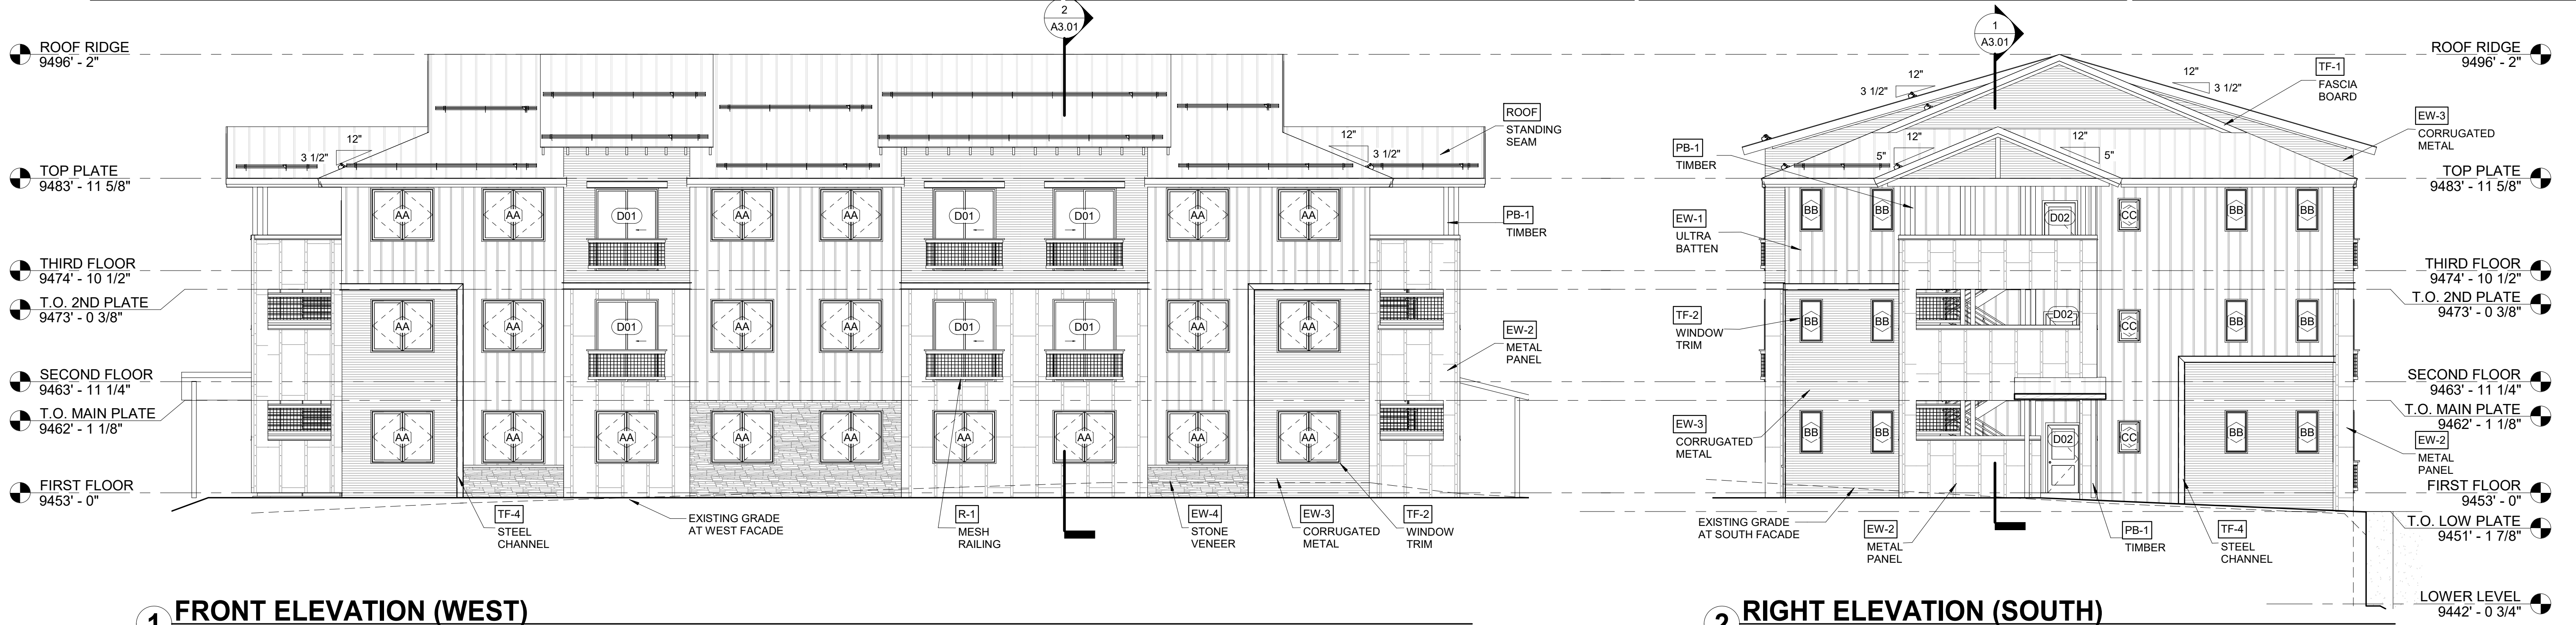 2
A3.01
ROOF RIDGE
9496' - 2"
12"
3 1/2"
12"
3 1/2"
ROOF
STANDING
SEAM
TOP PLATE
9483' - 11 5/8"
AA
AA
D01
AA
AA
D01
D01
AA
AA
PB-1
TIMBER
THIRD FLOOR
9474' - 10 1/2"
T.O. 2ND PLATE
9473' - 0 3/8"
AA
AA
D01
AA
AA
D01
D01
AA
AA
EW-2
METAL
PANEL
SECOND FLOOR
9463' - 11 1/4"
T.O. MAIN PLATE
9462' - 1 1/8"
AA
AA
AA
AA
AA
AA
AA
AA
AA
FIRST FLOOR
9453' - 0"
TF-4
STEEL
CHANNEL
EXISTING GRADE
AT WEST FACADE
R-1
MESH
RAILING
EW-4
STONE
VENEER
EW-3
CORRUGATED
METAL
TF-2
WINDOW
TRIM
1
FRONT ELEVATION (WEST)
1
A3.01
12"
3 1/2"
12"
3 1/2"
TF-1
FASCIA
BOARD
ROOF RIDGE
9496' - 2"
EW-3
CORRUGATED
METAL
PB-1
TIMBER
12"
5"
12"
5"
TOP PLATE
9483' - 11 5/8"
EW-1
ULTRA
BATTEN
BB
BB
D02
CC
BB
BB
THIRD FLOOR
9474' - 10 1/2"
T.O. 2ND PLATE
9473' - 0 3/8"
TF-2
WINDOW
TRIM
BB
BB
D02
CC
BB
BB
SECOND FLOOR
9463' - 11 1/4"
T.O. MAIN PLATE
9462' - 1 1/8"
EW-3
CORRUGATED
METAL
BB
BB
D02
CC
BB
BB
EW-2
METAL
PANEL
FIRST FLOOR
9453' - 0"
EXISTING GRADE
AT SOUTH FACADE
EW-2
METAL
PANEL
PB-1
TIMBER
TF-4
STEEL
CHANNEL
T.O. LOW PLATE
9451' - 1 7/8"
LOWER LEVEL
9442' - 0 3/4"
2
RIGHT ELEVATION (SOUTH)